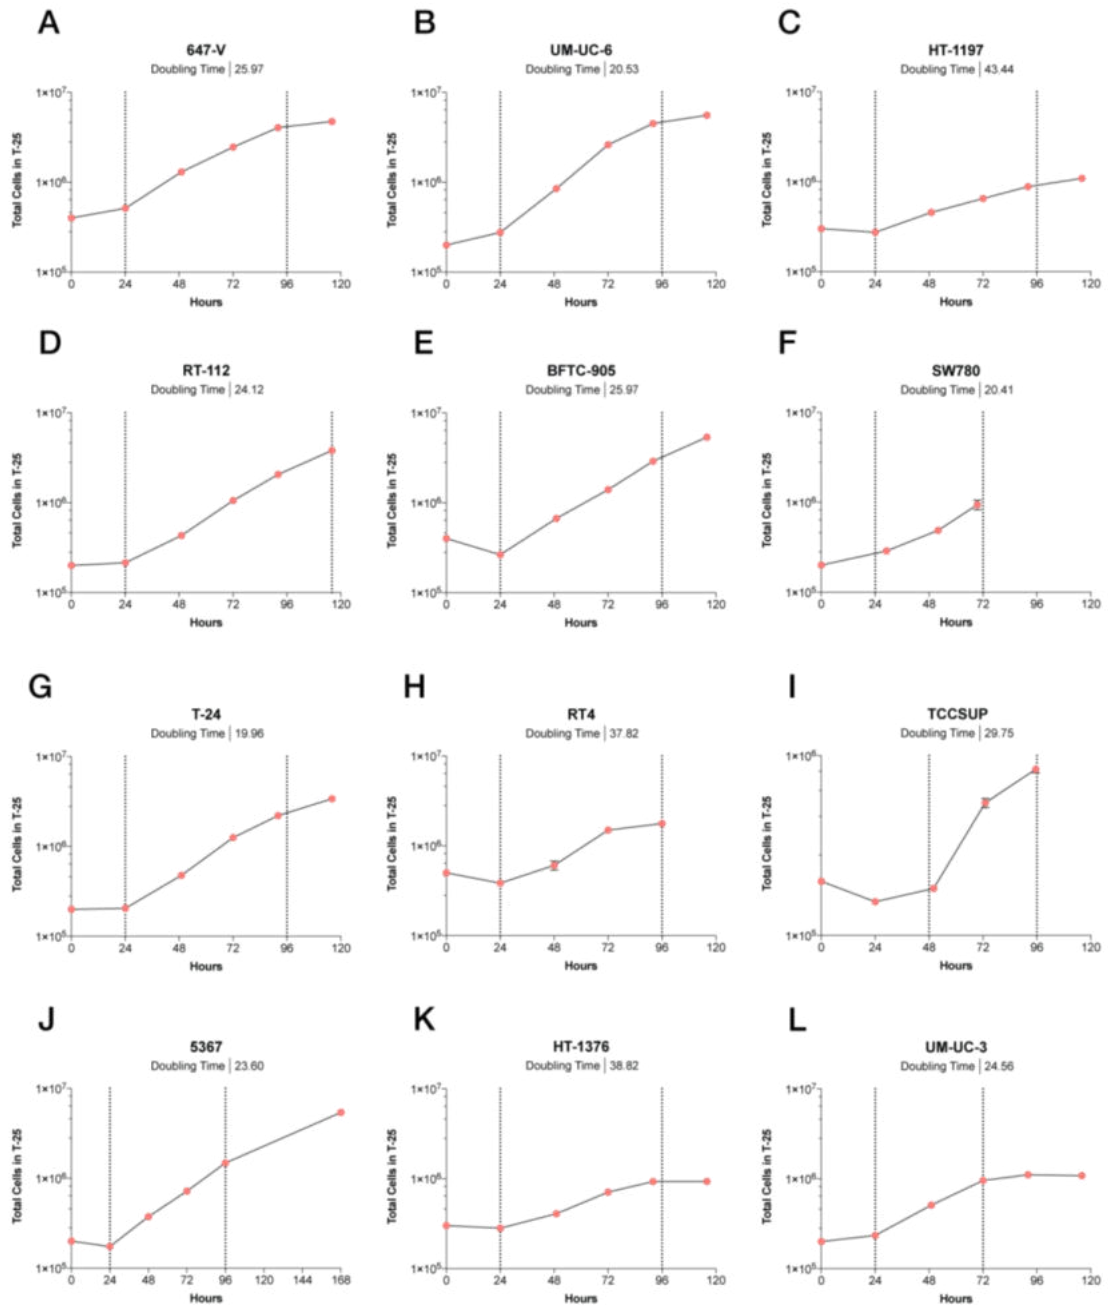 A
B
C
647-V
UM-UC-6
HT-1197
Doubling Time | 25.97
Doubling Time | 20.53
Doubling Time | 43.44
1×10⁷
1×10⁶
1×10⁵
Total Cells in T-25
0 24 48 72 96 120
Hours
1×10⁷
1×10⁶
1×10⁵
Total Cells in T-25
0 24 48 72 96 120
Hours
1×10⁷
1×10⁶
1×10⁵
Total Cells in T-25
0 24 48 72 96 120
Hours
D
E
F
RT-112
BFTC-905
SW780
Doubling Time | 24.12
Doubling Time | 25.97
Doubling Time | 20.41
1×10⁷
1×10⁶
1×10⁵
Total Cells in T-25
0 24 48 72 96 120
Hours
1×10⁷
1×10⁶
1×10⁵
Total Cells in T-25
0 24 48 72 96 120
Hours
1×10⁷
1×10⁶
1×10⁵
Total Cells in T-25
0 24 48 72 96 120
Hours
G
H
I
T-24
RT4
TCCSUP
Doubling Time | 19.96
Doubling Time | 37.82
Doubling Time | 29.75
1×10⁷
1×10⁶
1×10⁵
Total Cells in T-25
0 24 48 72 96 120
Hours
1×10⁷
1×10⁶
1×10⁵
Total Cells in T-25
0 24 48 72 96 120
Hours
1×10⁶
1×10⁵
Total Cells in T-25
0 24 48 72 96 120
Hours
J
K
L
5367
HT-1376
UM-UC-3
Doubling Time | 23.60
Doubling Time | 38.82
Doubling Time | 24.56
1×10⁷
1×10⁶
1×10⁵
Total Cells in T-25
0 24 48 72 96 120 144 168
Hours
1×10⁷
1×10⁶
1×10⁵
Total Cells in T-25
0 24 48 72 96 120
Hours
1×10⁷
1×10⁶
1×10⁵
Total Cells in T-25
0 24 48 72 96 120
Hours